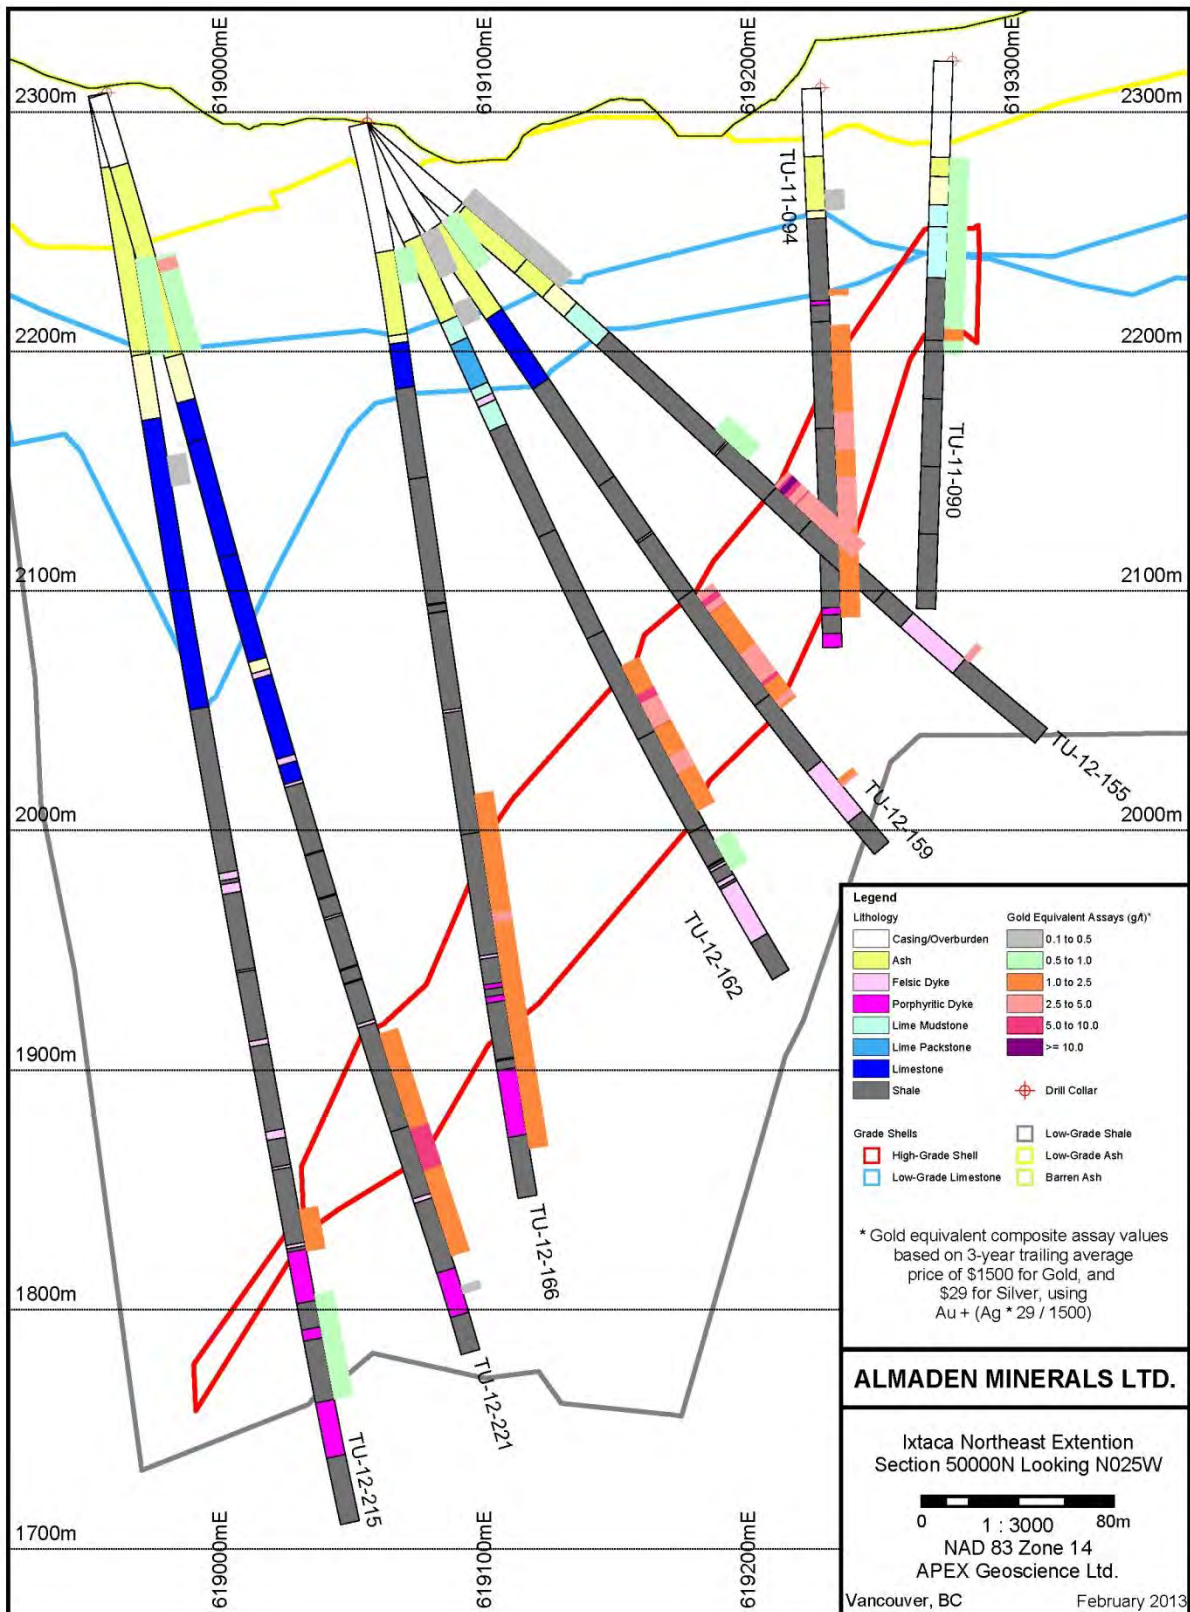 619000mE
619100mE
619200mE
619300mE
2300m
2300m
TU-11-094
2200m
2200m
TU-11-090
2100m
2100m
TU-12-155
2000m
2000m
TU-12-159
TU-12-162
1900m
TU-12-166
1800m
TU-12-221
TU-12-215
1700m
619000mE
619100mE
619200mE
Legend
Lithology
Casing/Overburden
Ash
Felsic Dyke
Porphyritic Dyke
Lime Mudstone
Lime Packstone
Limestone
Shale
Gold Equivalent Assays (g/t)*
0.1 to 0.5
0.5 to 1.0
1.0 to 2.5
2.5 to 5.0
5.0 to 10.0
>= 10.0
Drill Collar
Grade Shells
High-Grade Shell
Low-Grade Limestone
Low-Grade Shale
Low-Grade Ash
Barren Ash
* Gold equivalent composite assay values
based on 3-year trailing average
price of $1500 for Gold, and
$29 for Silver, using
Au + (Ag * 29 / 1500)
ALMADEN MINERALS LTD.
Ixtaca Northeast Extention
Section 50000N Looking N025W
0 80m
1 : 3000
NAD 83 Zone 14
APEX Geoscience Ltd.
Vancouver, BC February 2013